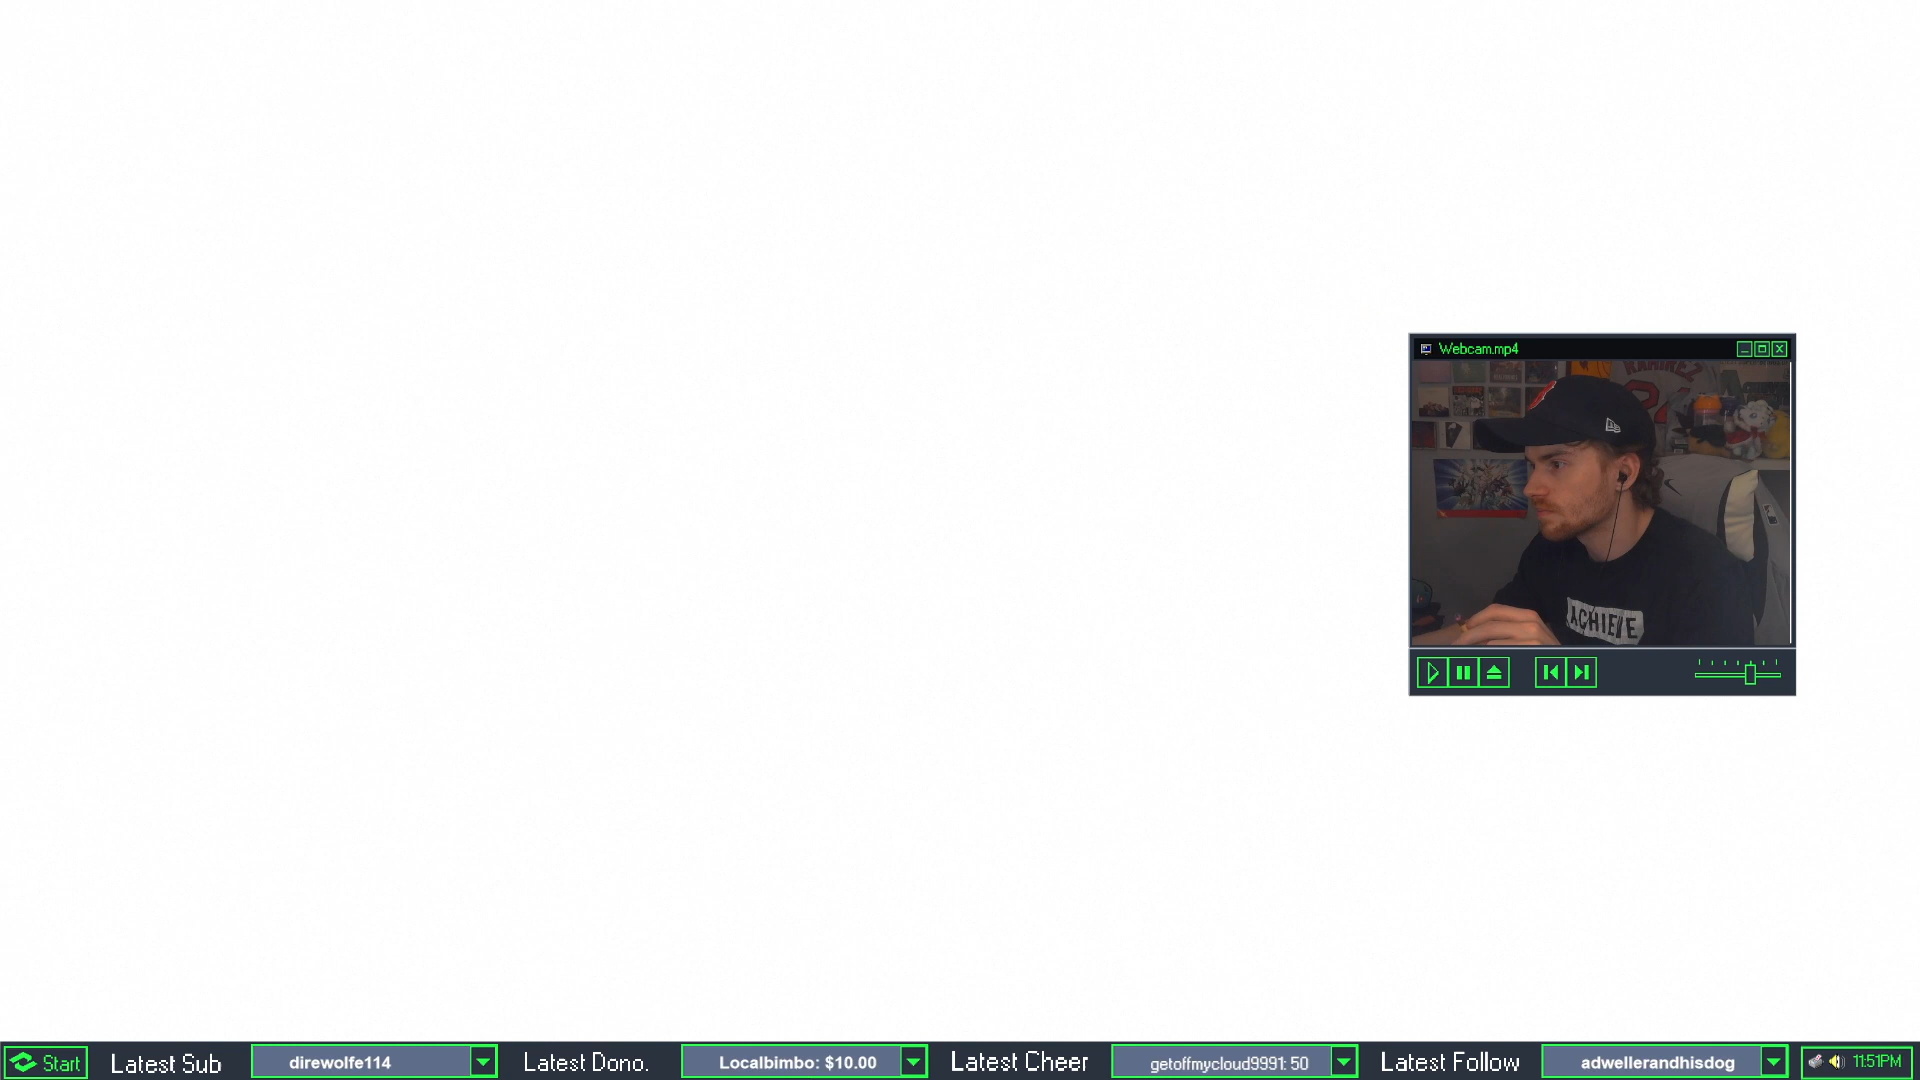 Webcam.mp4
RAMIREZ
ACHIEVE
Start
Latest Sub
direwolfe114
Latest Dono.
Localbimbo: $10.00
Latest Cheer
getoffmycloud9991: 50
Latest Follow
adwellerandhisdog
11:51PM